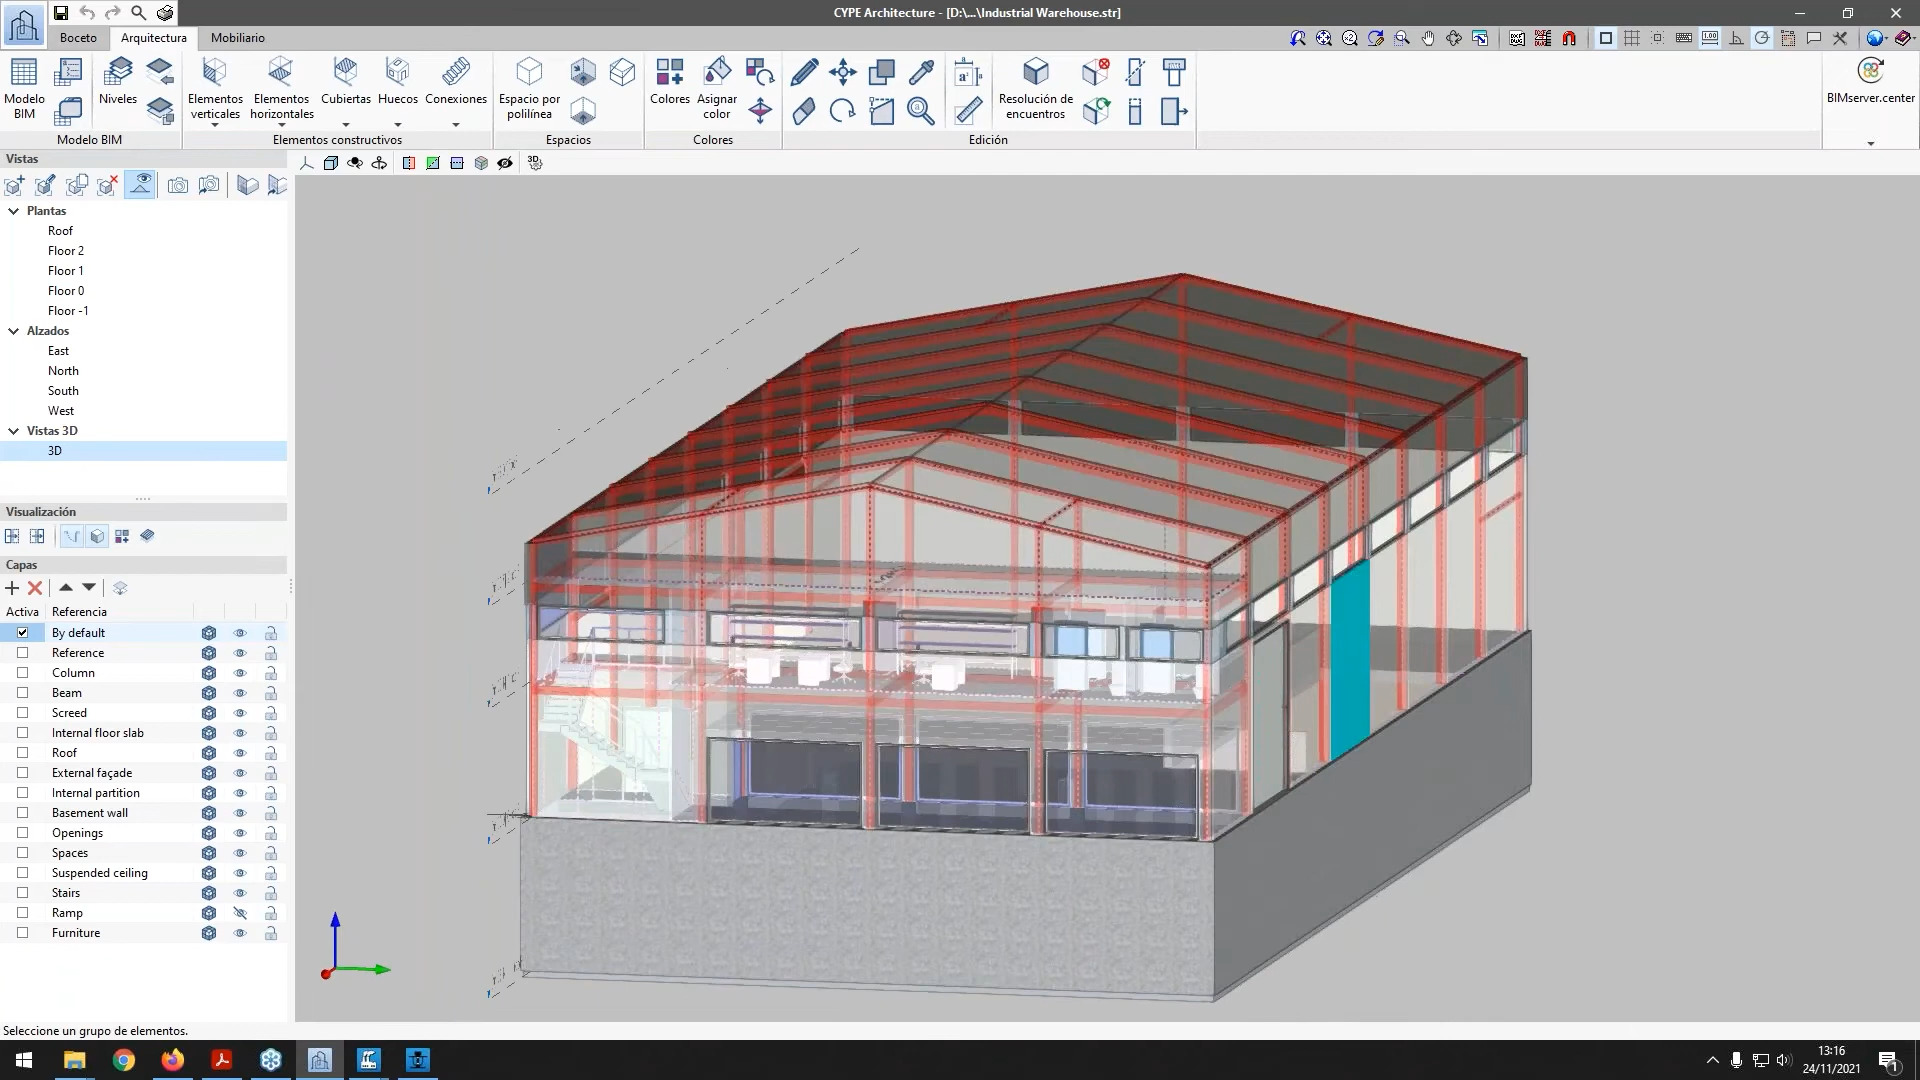 CYPE Architecture - [D:\...\Industrial Warehouse.str]
Boceto
Arquitectura
Mobiliario
Modelo BIM
Niveles
Elementos verticales
Elementos horizontales
Cubiertas
Huecos
Conexiones
Espacio por polilínea
Colores
Asignar color
Resolución de encuentros
BIMserver.center
Modelo BIM
Elementos constructivos
Espacios
Colores
Edición
Vistas
3D
Plantas
Roof
Floor 2
Floor 1
Floor 0
Floor -1
Alzados
East
North
South
West
Vistas 3D
3D
Visualización
Capas
Activa
Referencia
By default
Reference
Column
Beam
Screed
Internal floor slab
Roof
External façade
Internal partition
Basement wall
Openings
Spaces
Suspended ceiling
Stairs
Ramp
Furniture
Seleccione un grupo de elementos.
13:16
24/11/2021
1